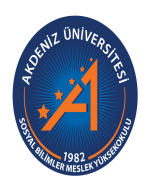 AKDENİZ ÜNİVERSİTESİ
1982
SOSYAL BİLİMLER MESLEK YÜKSEKOKULU